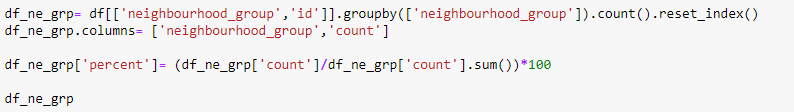 df_ne_grp= df[['neighbourhood_group','id']].groupby(['neighbourhood_group']).count().reset_index()
df_ne_grp.columns= ['neighbourhood_group','count']
df_ne_grp['percent']= (df_ne_grp['count']/df_ne_grp['count'].sum())*100
df_ne_grp